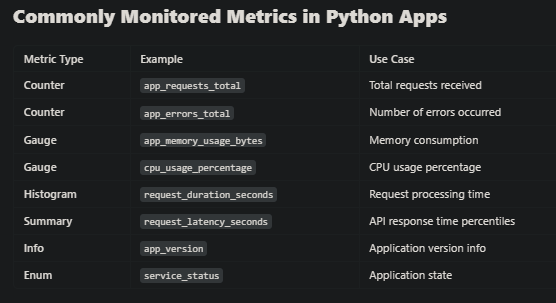 Commonly Monitored Metrics in Python Apps
Metric Type Example Use Case
Counter app_requests_total Total requests received
Counter app_errors_total Number of errors occurred
Gauge app_memory_usage_bytes Memory consumption
Gauge cpu_usage_percentage CPU usage percentage
Histogram request_duration_seconds Request processing time
Summary request_latency_seconds API response time percentiles
Info app_version Application version info
Enum service_status Application state